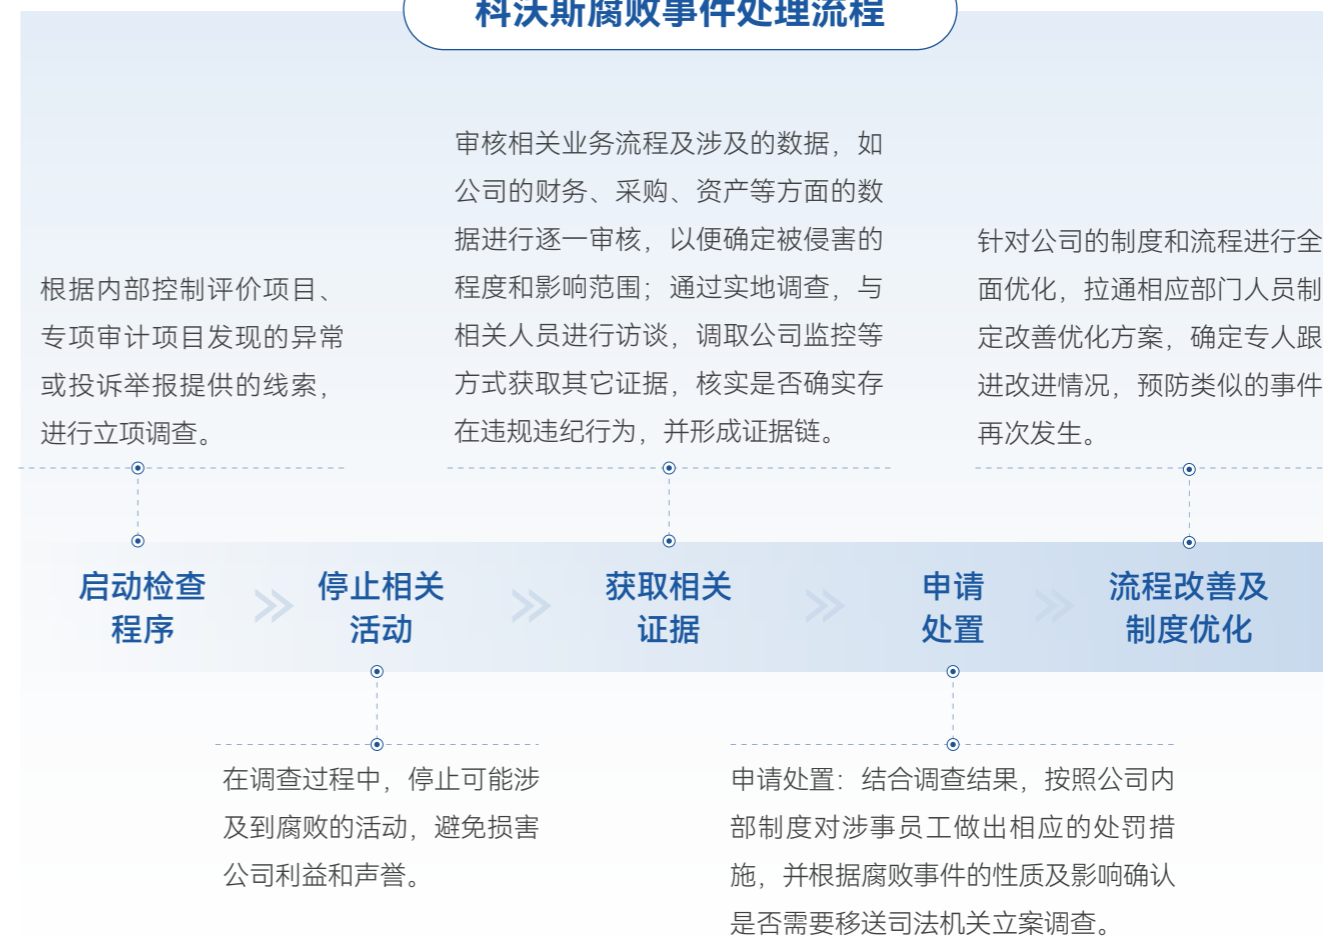 科沃斯腐败事件处理流程
根据内部控制评价项目、
专项审计项目发现的异常
或投诉举报提供的线索，
进行立项调查。
审核相关业务流程及涉及的数据，如
公司的财务、采购、资产等方面的数
据进行逐一审核，以便确定被侵害的
程度和影响范围；通过实地调查，与
相关人员进行访谈，调取公司监控等
方式获取其它证据，核实是否确实存
在违规违纪行为，并形成证据链。
针对公司的制度和流程进行全
面优化，拉通相应部门人员制
定改善优化方案，确定专人跟
进改进情况，预防类似的事件
再次发生。
启动检查
程序
停止相关
活动
获取相关
证据
申请
处置
流程改善及
制度优化
在调查过程中，停止可能涉
及到腐败的活动，避免损害
公司利益和声誉。
申请处置：结合调查结果，按照公司内
部制度对涉事员工做出相应的处罚措
施，并根据腐败事件的性质及影响确认
是否需要移送司法机关立案调查。